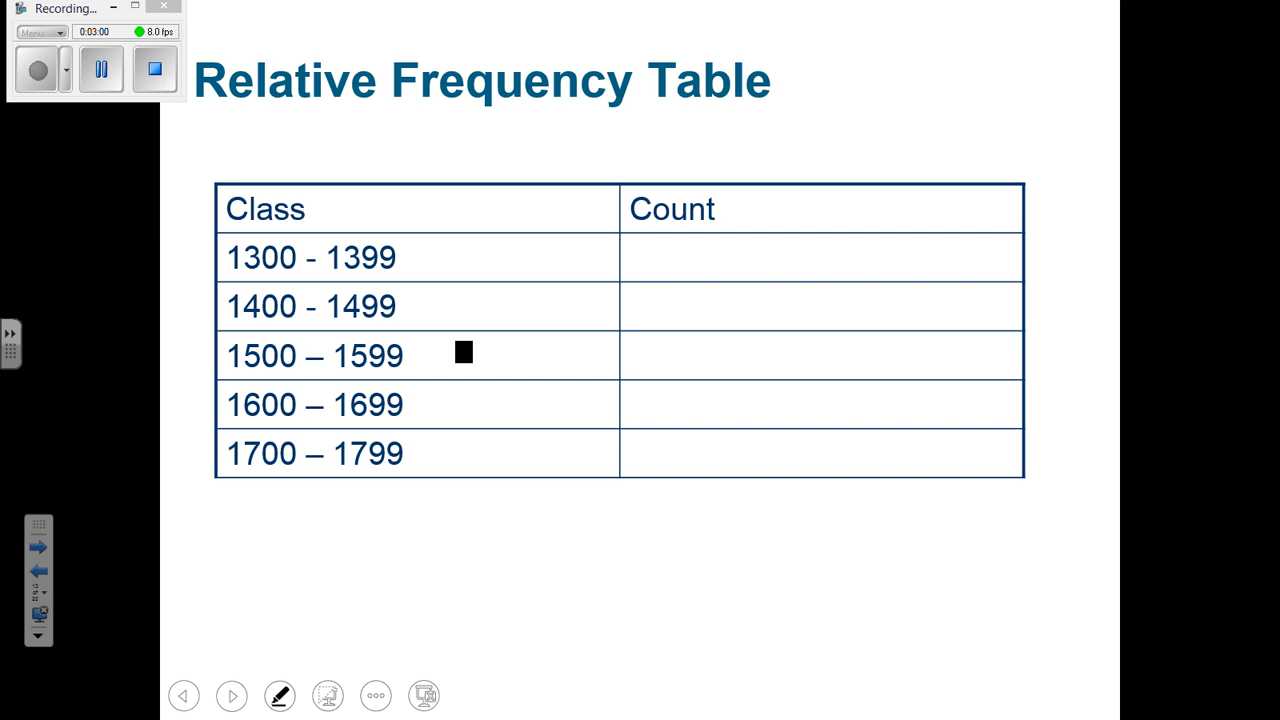 Recording...
Menu
0:03:00
8.0 fps
Relative Frequency Table
Class
Count
1300 - 1399
1400 - 1499
1500 – 1599
1600 – 1699
1700 – 1799
of